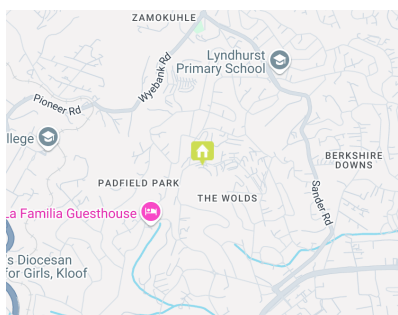 ZAMOKUHLE
Lyndhurst
Primary School
Wyebank Rd
Pioneer Rd
llege
BERKSHIRE
DOWNS
PADFIELD PARK
THE WOLDS
Sander Rd
La Familia Guesthouse
s Diocesan
for Girls, Kloof